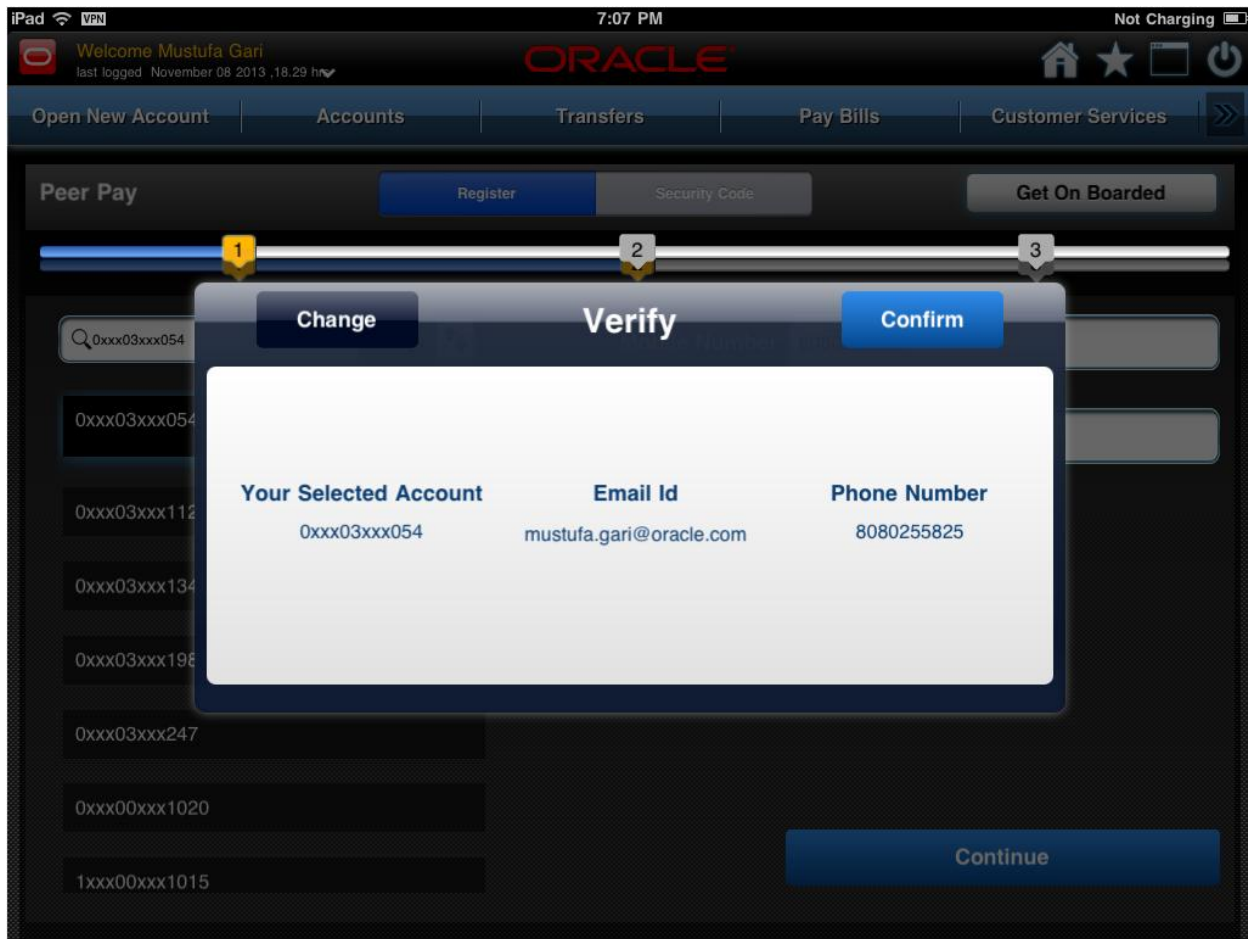 iPad VPN 7:07 PM Not Charging
Welcome Mustufa Gari
last logged November 08 2013 ,18.29 hrs
ORACLE
Open New Account Accounts Transfers Pay Bills Customer Services
Peer Pay Register Security Code Get On Boarded
1 2 3
Change Verify Confirm
0xxx03xxx054 Number
0xxx03xxx054
0xxx03xxx112
0xxx03xxx134
0xxx03xxx198
0xxx03xxx247
0xxx00xxx1020
1xxx00xxx1015
Your Selected Account Email Id Phone Number
0xxx03xxx054 mustufa.gari@oracle.com 8080255825
Continue